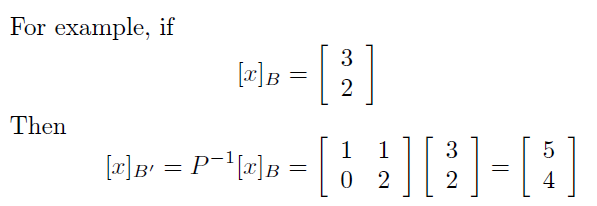 For example, if
[x]_B = [ 3 ; 2 ]
Then
[x]_{B'} = P^{-1}[x]_B = [ 1 1 ; 0 2 ] [ 3 ; 2 ] = [ 5 ; 4 ]